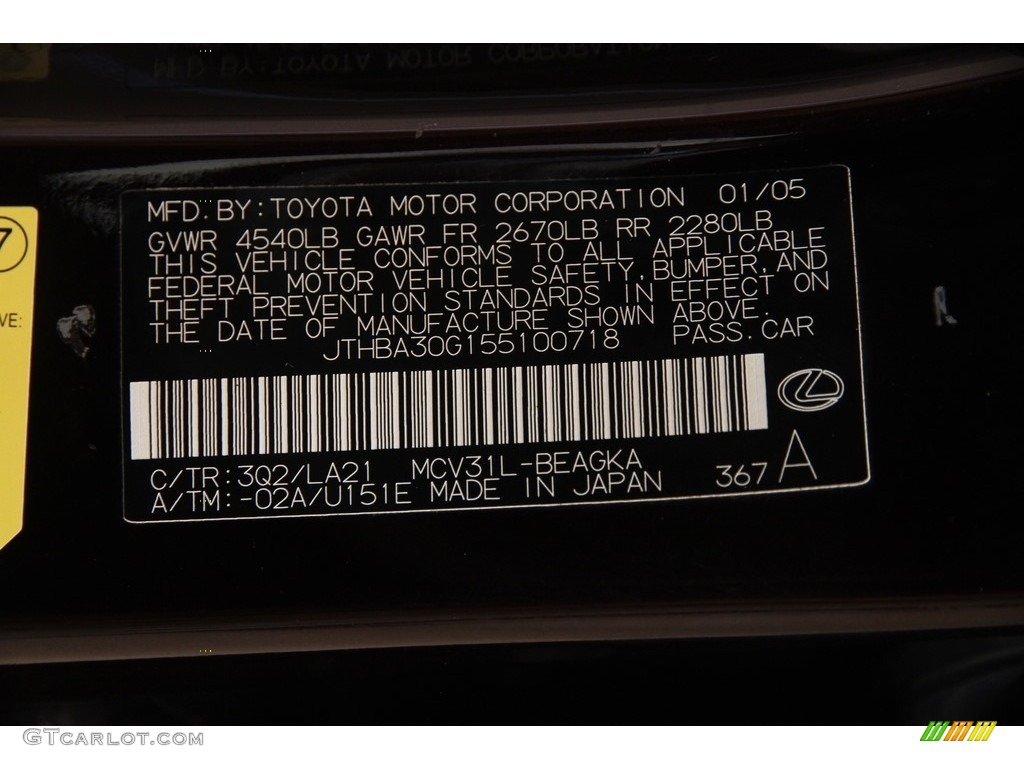 MFD. BY: TOYOTA MOTOR CORPORATION 01/05
GVWR 4540LB GAWR FR 2670LB RR 2280LB
THIS VEHICLE CONFORMS TO ALL APPLICABLE
FEDERAL MOTOR VEHICLE SAFETY, BUMPER, AND
THEFT PREVENTION STANDARDS IN EFFECT ON
THE DATE OF MANUFACTURE SHOWN ABOVE.
JTHBA30G155100718 PASS. CAR
C/TR: 3Q2/LA21 MCV31L-BEAGKA 367 A
A/TM: -02A/U151E MADE IN JAPAN
7
VE:
GTCARLOT.COM